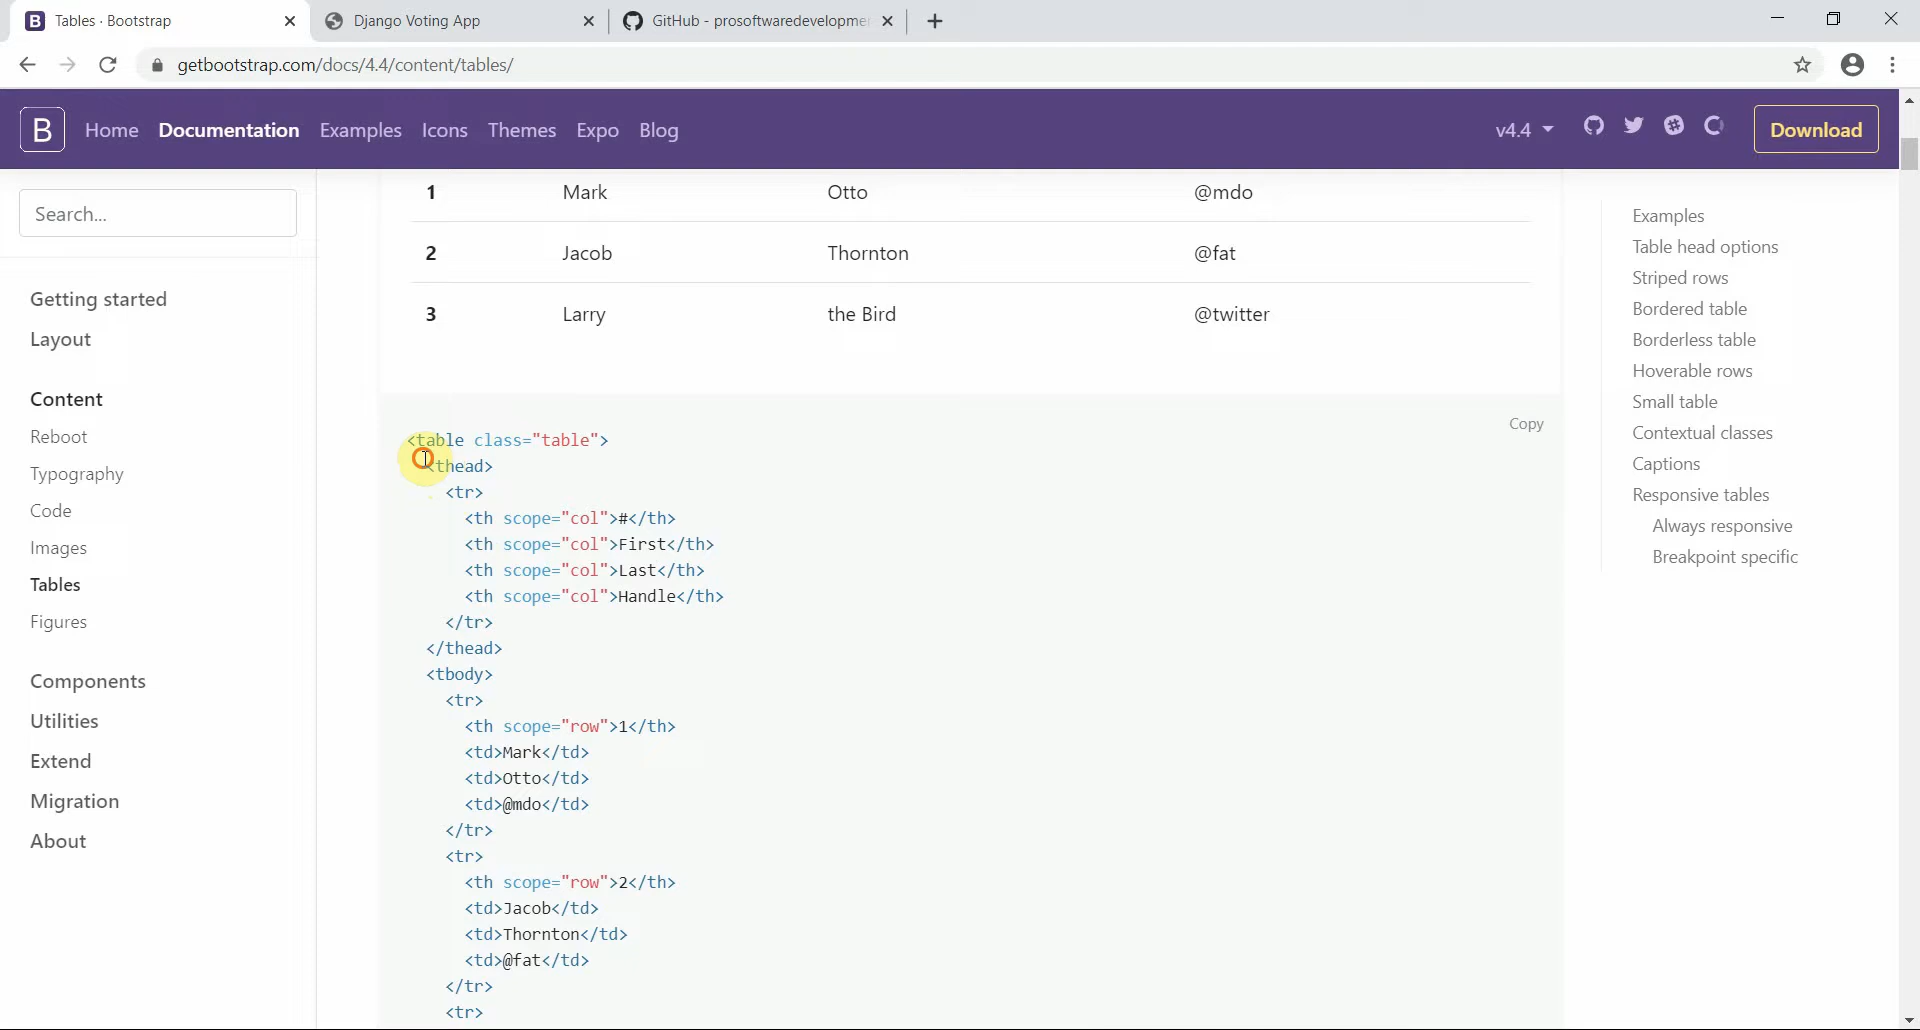 B Tables · Bootstrap
Django Voting App
GitHub - prosoftwaredevelopme
getbootstrap.com/docs/4.4/content/tables/
B Home Documentation Examples Icons Themes Expo Blog v4.4 Download
Search...
Getting started
Layout
Content
Reboot
Typography
Code
Images
Tables
Figures
Components
Utilities
Extend
Migration
About
1 Mark Otto @mdo
2 Jacob Thornton @fat
3 Larry the Bird @twitter
Copy
<table class="table">
<thead>
<tr>
<th scope="col">#</th>
<th scope="col">First</th>
<th scope="col">Last</th>
<th scope="col">Handle</th>
</tr>
</thead>
<tbody>
<tr>
<th scope="row">1</th>
<td>Mark</td>
<td>Otto</td>
<td>@mdo</td>
</tr>
<tr>
<th scope="row">2</th>
<td>Jacob</td>
<td>Thornton</td>
<td>@fat</td>
</tr>
<tr>
Examples
Table head options
Striped rows
Bordered table
Borderless table
Hoverable rows
Small table
Contextual classes
Captions
Responsive tables
Always responsive
Breakpoint specific